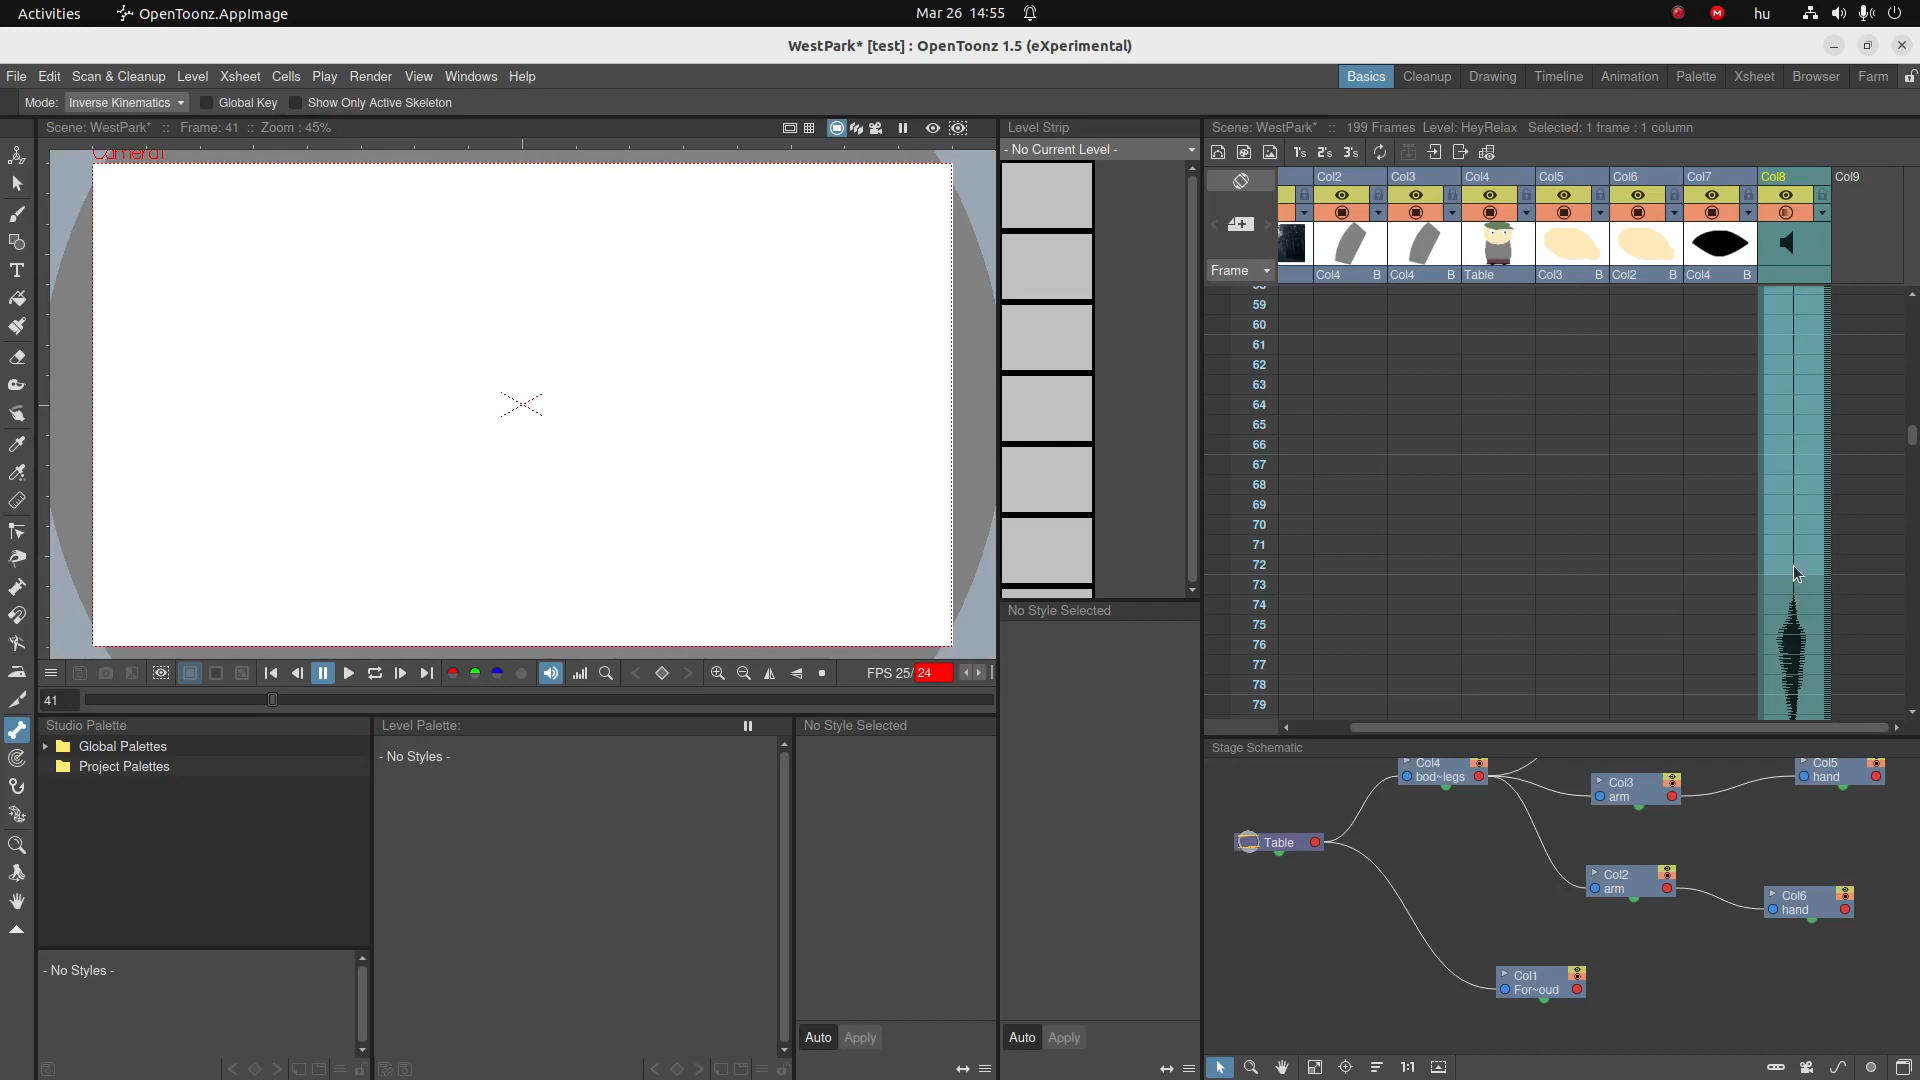 Activities
OpenToonz.AppImage
Mar 26 14:55
hu
WestPark* [test] : OpenToonz 1.5 (eXperimental)
File Edit Scan & Cleanup Level Xsheet Cells Play Render View Windows Help
Basics Cleanup Drawing Timeline Animation Palette Xsheet Browser Farm
Mode: Inverse Kinematics Global Key Show Only Active Skeleton
Scene: WestPark* :: Frame: 41 :: Zoom : 45%
Camera1
Level Strip
- No Current Level -
Scene: WestPark* :: 199 Frames Level: HeyRelax Selected: 1 frame : 1 column
1's 2's 3's
Col2 Col3 Col4 Col5 Col6 Col7 Col8 Col9
Frame
Col4 B Col4 B Table Col3 B Col2 B Col4 B
59
60
61
62
63
64
65
66
67
68
69
70
71
72
73
74
75
76
77
78
79
No Style Selected
FPS 25/24
41
Studio Palette
Global Palettes
Project Palettes
- No Styles -
Level Palette:
- No Styles -
No Style Selected
Auto Apply
Auto Apply
Stage Schematic
Col4
bod~legs
Col3
arm
Col5
hand
Table
Col2
arm
Col6
hand
Col1
For~oud
1:1